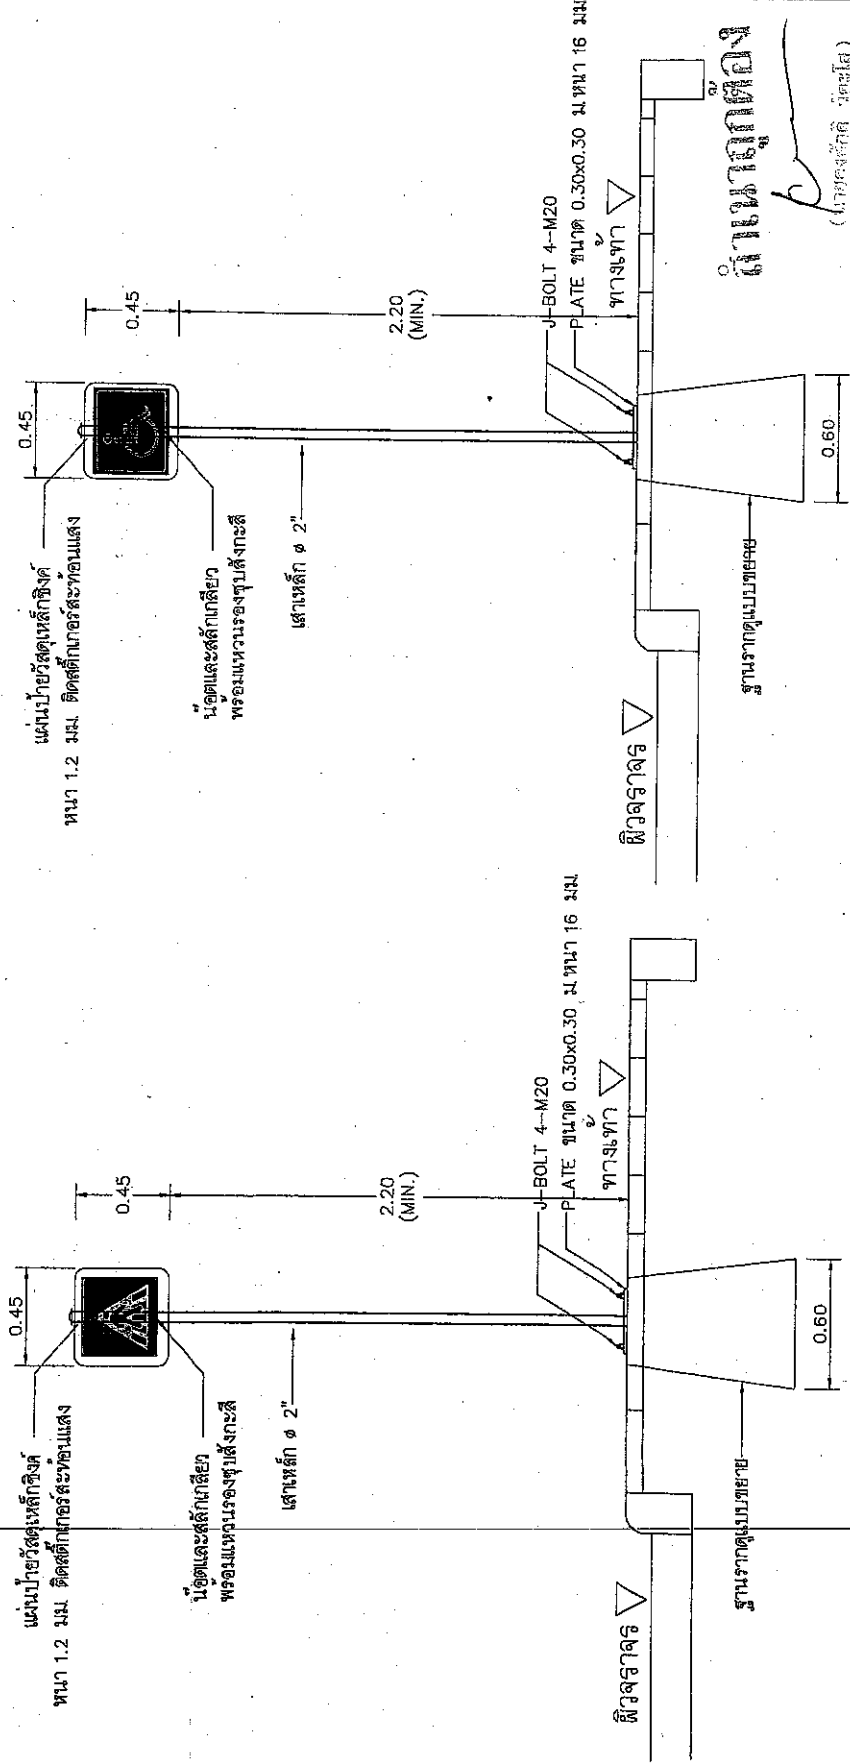 แผ่นป้ายวัสดุเหล็กซิงค์
หนา 1.2 มม. ติดสติ๊กเกอร์สะท้อนแสง
0.45
0.45
น๊อตและสลักเกลียว
พร้อมแหวนรองชุบสังกะสี
เสาเหล็ก ø 2"
2.20
(MIN.)
J-BOLT 4-M20
PLATE ขนาด 0.30x0.30 ม.หนา 16 มม.
ทางเท้า
ผิวจราจร
ฐานรากดูแบบขยาย
0.60
แผ่นป้ายวัสดุเหล็กซิงค์
หนา 1.2 มม. ติดสติ๊กเกอร์สะท้อนแสง
0.45
0.45
น๊อตและสลักเกลียว
พร้อมแหวนรองชุบสังกะสี
เสาเหล็ก ø 2"
2.20
(MIN.)
J-BOLT 4-M20
PLATE ขนาด 0.30x0.30 ม.หนา 16 มม
ทางเท้า
ผิวจราจร
ฐานรากดูแบบขยาย
0.60
สำเนาถูกต้อง